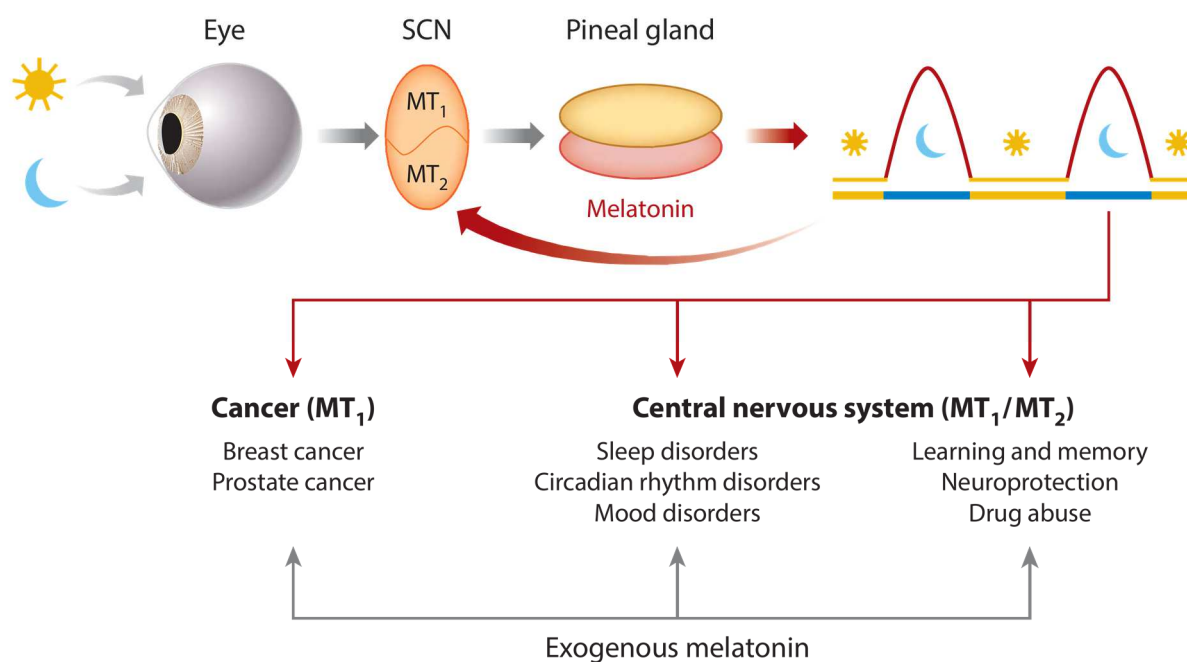 Eye
SCN
Pineal gland
MT₁
MT₂
Melatonin
Cancer (MT₁)
Breast cancer
Prostate cancer
Central nervous system (MT₁/MT₂)
Sleep disorders
Circadian rhythm disorders
Mood disorders
Learning and memory
Neuroprotection
Drug abuse
Exogenous melatonin